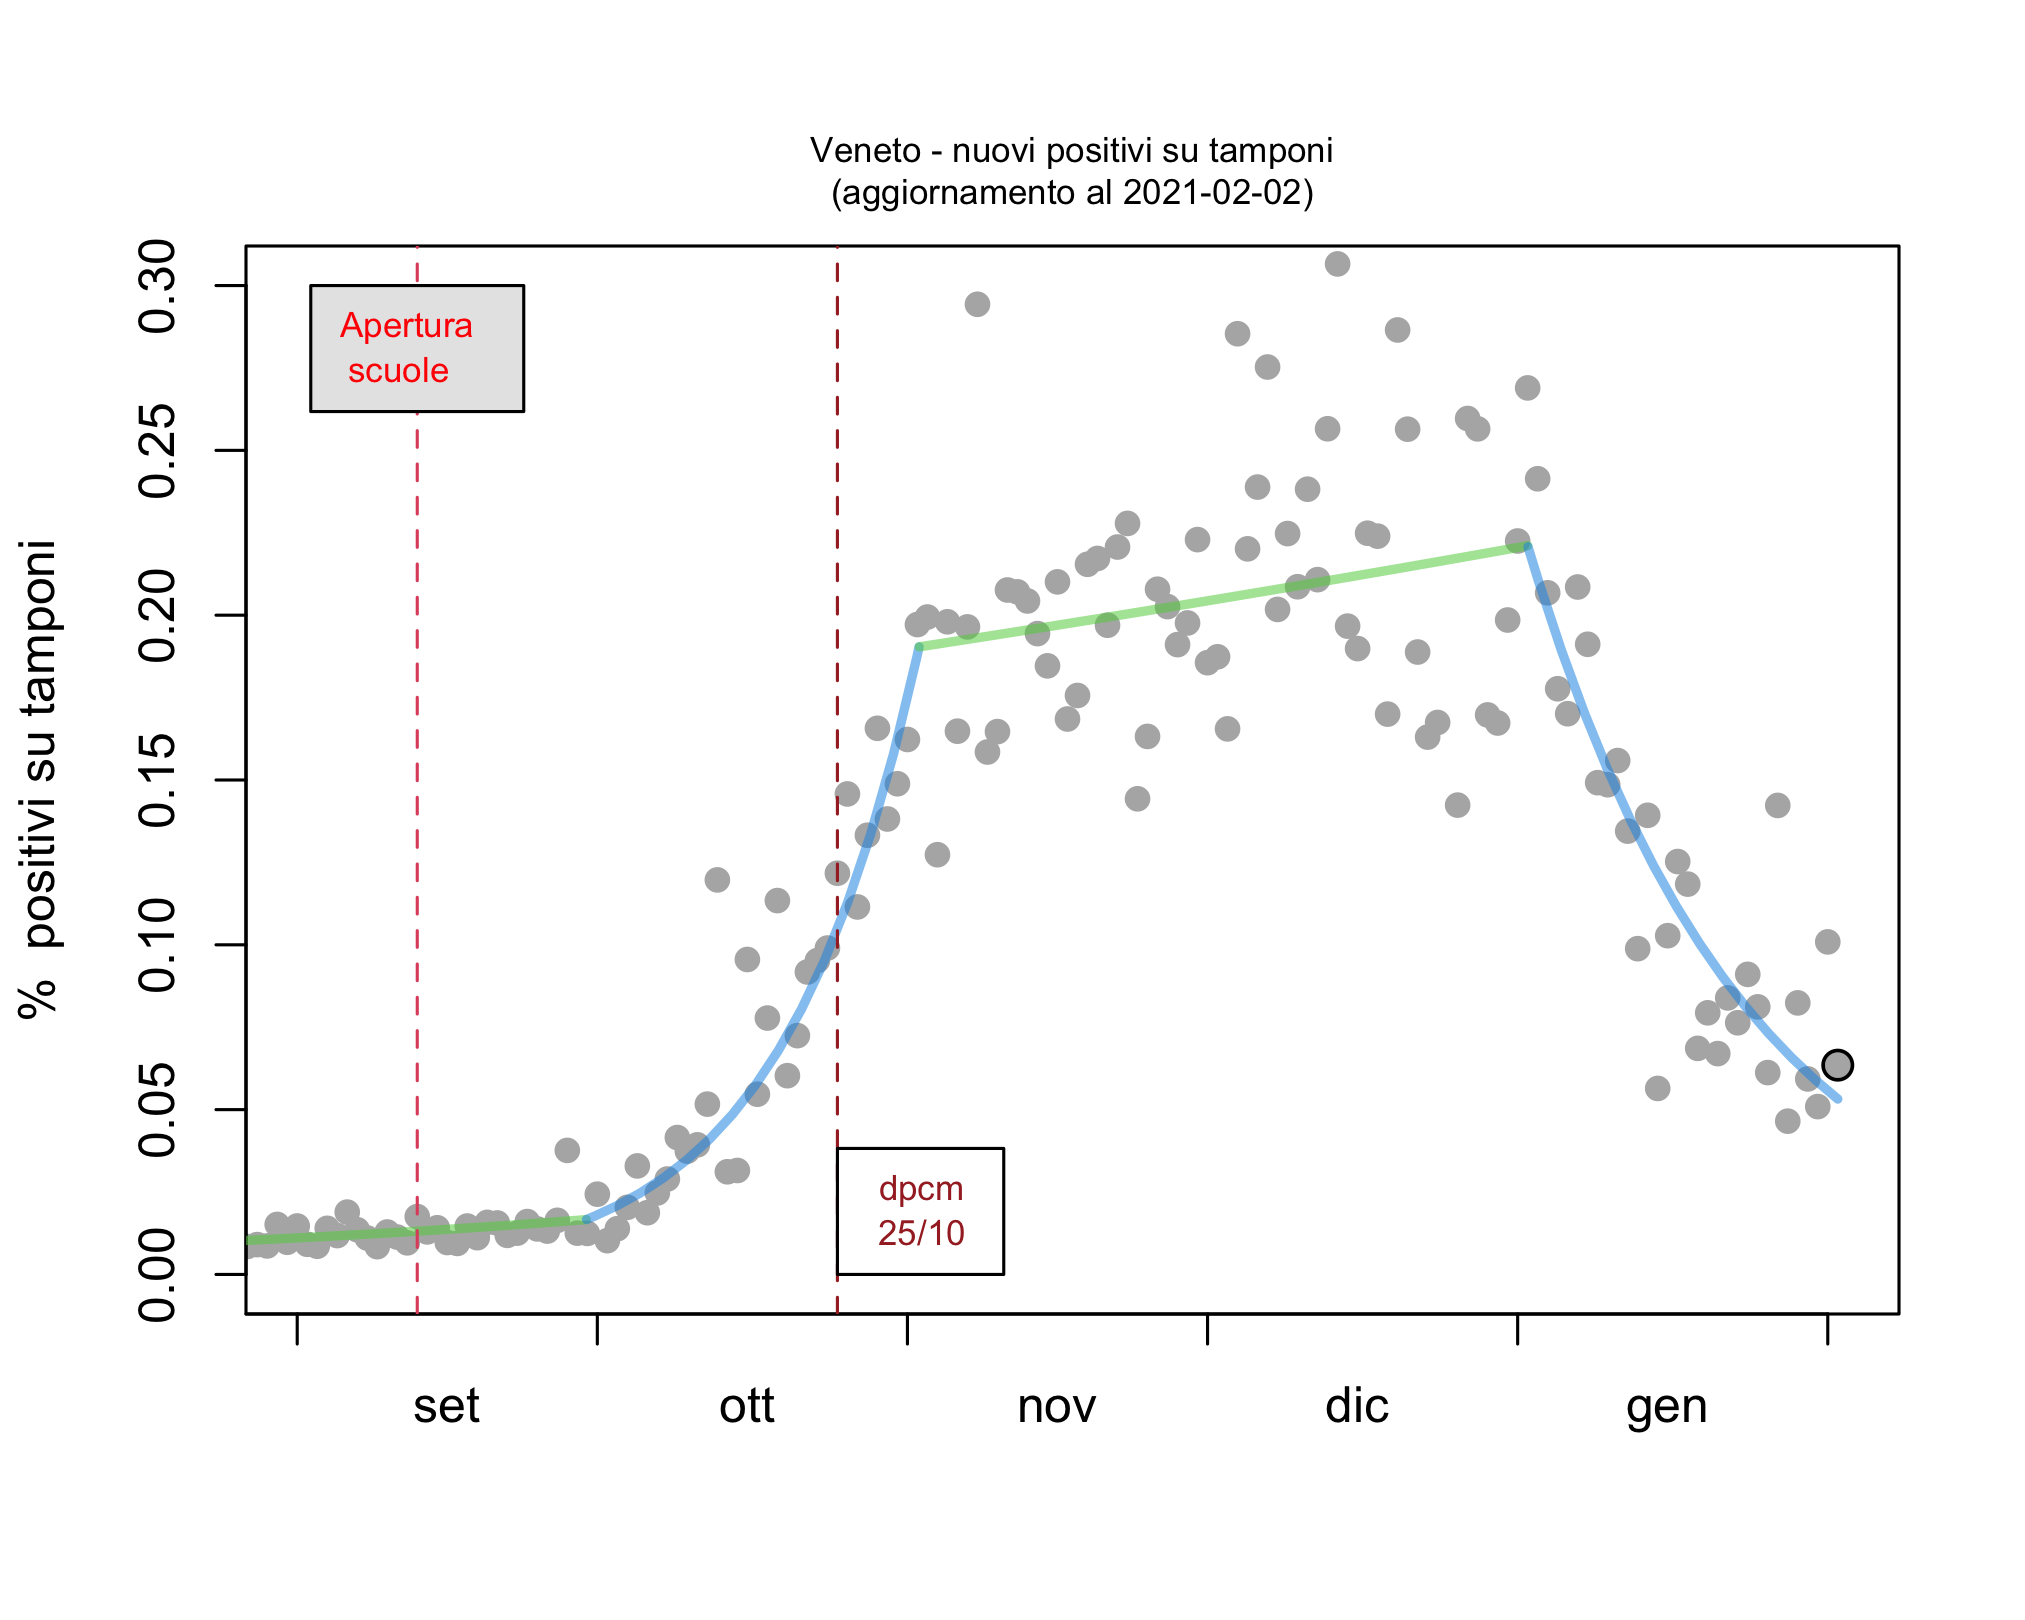 Veneto - nuovi positivi su tamponi
(aggiornamento al 2021-02-02)
% positivi su tamponi
0.30
0.25
0.20
0.15
0.10
0.05
0.00
Apertura
scuole
dpcm
25/10
set
ott
nov
dic
gen